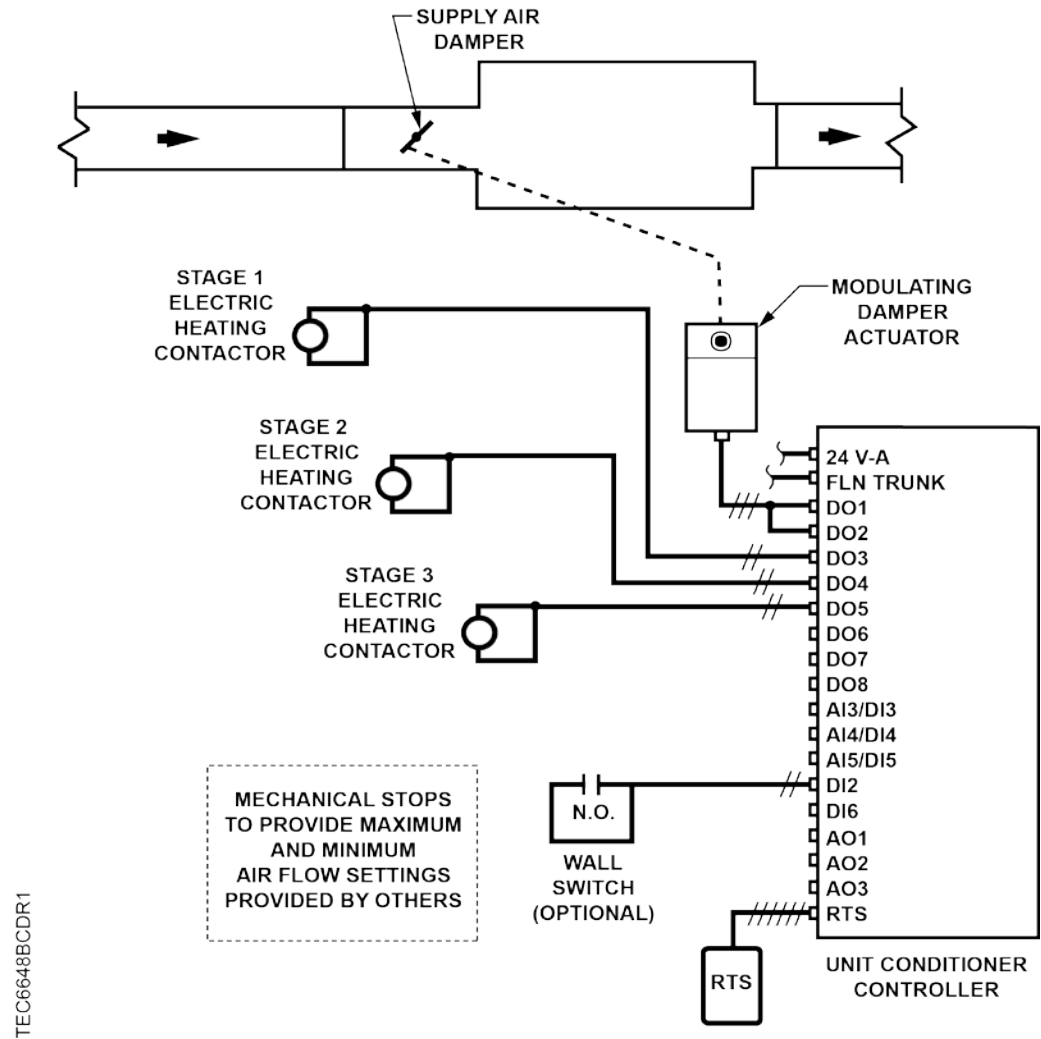 SUPPLY AIR
DAMPER
STAGE 1
ELECTRIC
HEATING
CONTACTOR
MODULATING
DAMPER
ACTUATOR
STAGE 2
ELECTRIC
HEATING
CONTACTOR
STAGE 3
ELECTRIC
HEATING
CONTACTOR
24 V-A
FLN TRUNK
DO1
DO2
DO3
DO4
DO5
DO6
DO7
DO8
AI3/DI3
AI4/DI4
AI5/DI5
DI2
DI6
AO1
AO2
AO3
RTS
MECHANICAL STOPS
TO PROVIDE MAXIMUM
AND MINIMUM
AIR FLOW SETTINGS
PROVIDED BY OTHERS
N.O.
WALL
SWITCH
(OPTIONAL)
RTS
UNIT CONDITIONER
CONTROLLER
TEC6648BCDR1